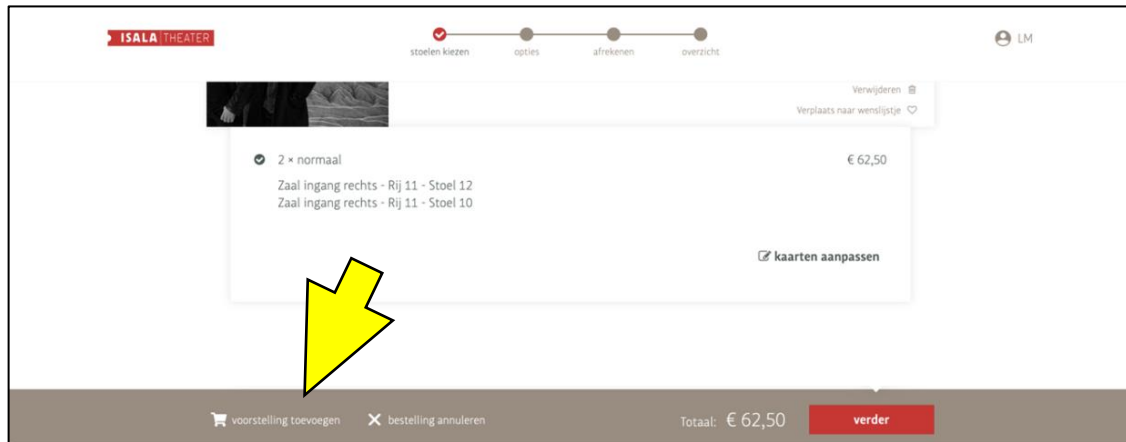 ISALA THEATER
stoelen kiezen
opties
afrekenen
overzicht
LM
Verwijderen
Verplaats naar wenslijstje
2 × normaal
€ 62,50
Zaal ingang rechts - Rij 11 - Stoel 12
Zaal ingang rechts - Rij 11 - Stoel 10
kaarten aanpassen
voorstelling toevoegen
bestelling annuleren
Totaal: € 62,50
verder